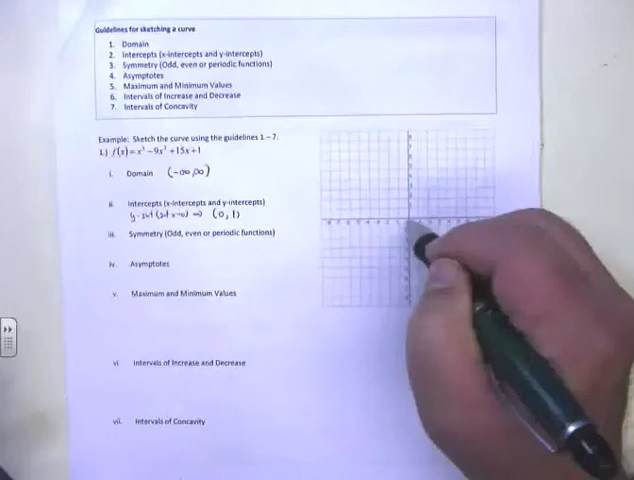 Guidelines for sketching a curve
1. Domain
2. Intercepts (x-intercepts and y-intercepts)
3. Symmetry (Odd, even or periodic functions)
4. Asymptotes
5. Maximum and Minimum Values
6. Intervals of Increase and Decrease
7. Intervals of Concavity
Example: Sketch the curve using the guidelines 1 – 7.
1.) f(x) = x³ – 9x² + 15x + 1
i. Domain (-∞,∞)
ii. Intercepts (x-intercepts and y-intercepts)
y-int (set x=0) ⇒ (0,1)
iii. Symmetry (Odd, even or periodic functions)
iv. Asymptotes
v. Maximum and Minimum Values
vi Intervals of Increase and Decrease
vii. Intervals of Concavity